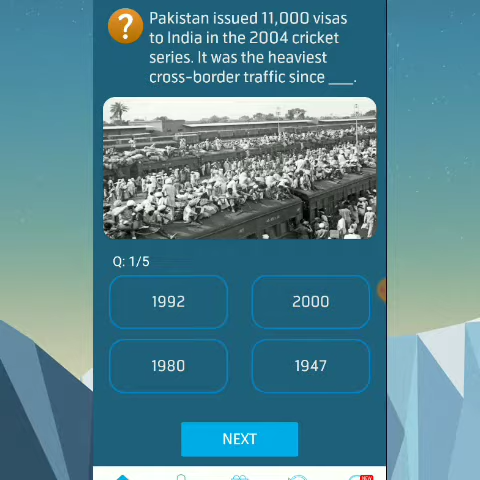 ?
Pakistan issued 11,000 visas
to India in the 2004 cricket
series. It was the heaviest
cross-border traffic since ___.
Q: 1/5
1992
2000
1980
1947
NEXT
NEW